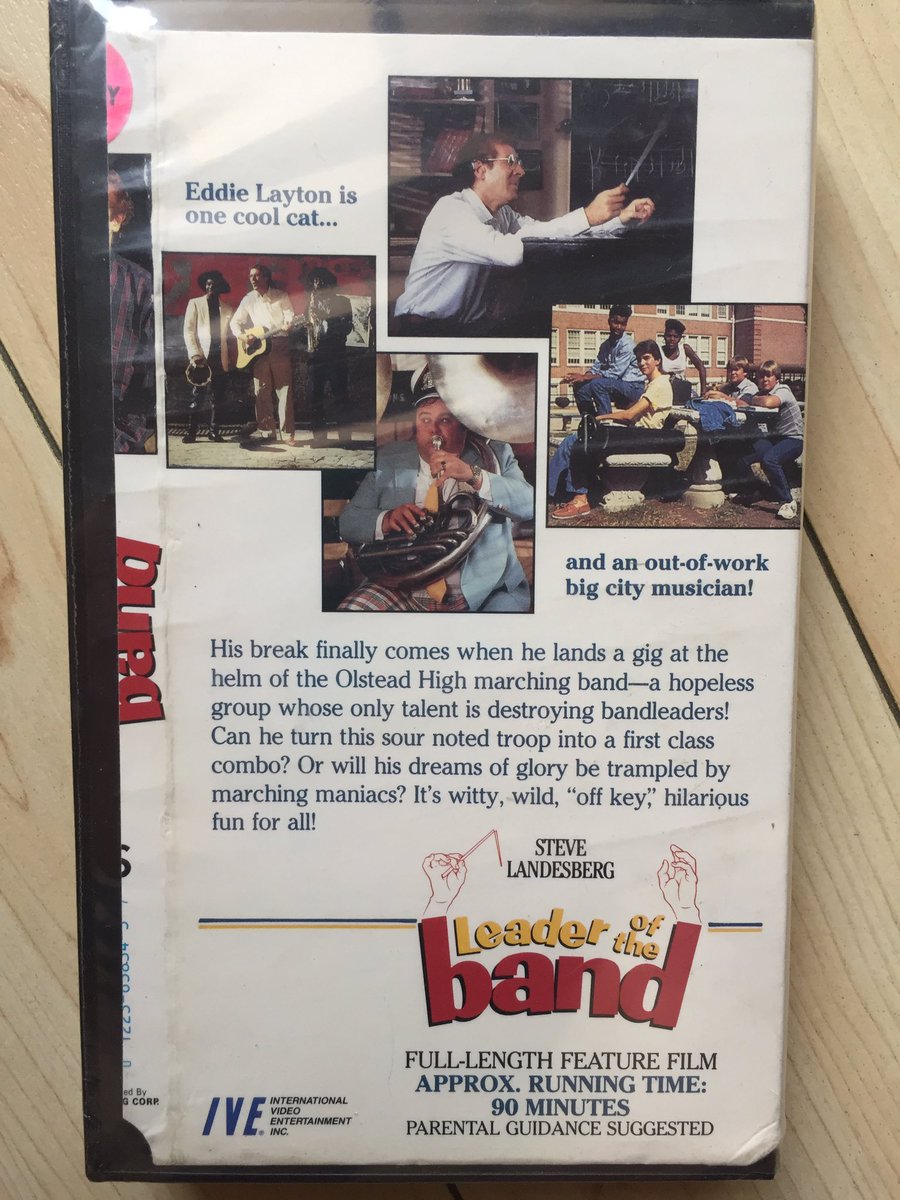 Y
Eddie Layton is
one cool cat...
and an out-of-work
big city musician!
band
His break finally comes when he lands a gig at the
helm of the Olstead High marching band—a hopeless
group whose only talent is destroying bandleaders!
Can he turn this sour noted troop into a first class
combo? Or will his dreams of glory be trampled by
marching maniacs? It's witty, wild, "off key," hilarious
fun for all!
STEVE
LANDESBERG
Leader of the
band
FULL-LENGTH FEATURE FILM
APPROX. RUNNING TIME:
90 MINUTES
PARENTAL GUIDANCE SUGGESTED
IVE®
INTERNATIONAL
VIDEO
ENTERTAINMENT
INC.
ed By
G CORP.